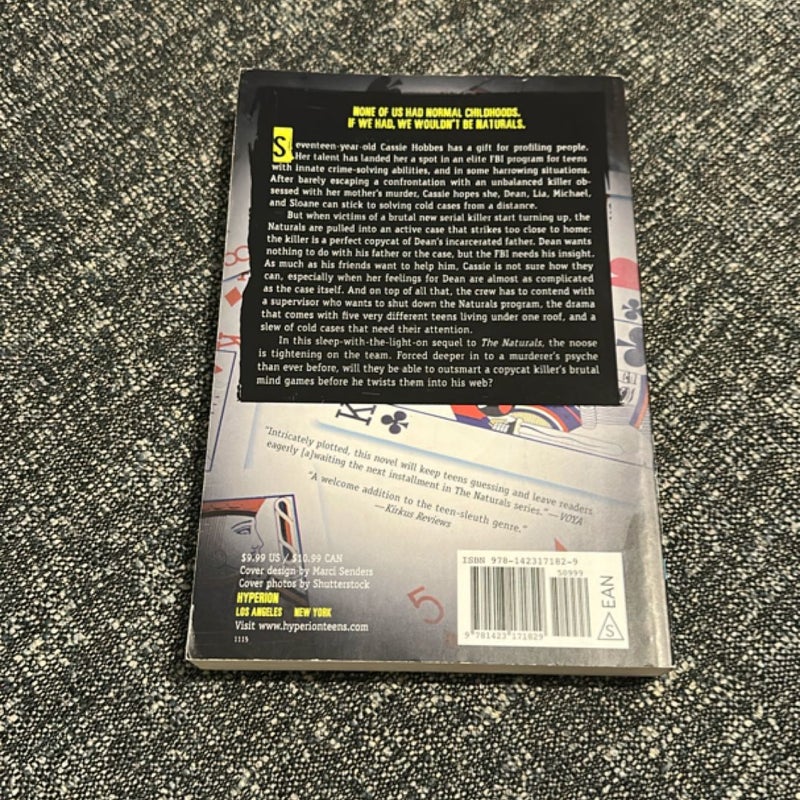 NONE OF US HAD NORMAL CHILDHOODS.
IF WE HAD, WE WOULDN'T BE NATURALS.
Seventeen-year-old Cassie Hobbes has a gift for profiling people.
Her talent has landed her a spot in an elite FBI program for teens
with innate crime-solving abilities, and in some harrowing situations.
After barely escaping a confrontation with an unbalanced killer ob-
sessed with her mother's murder, Cassie hopes she, Dean, Lia, Michael,
and Sloane can stick to solving cold cases from a distance.
But when victims of a brutal new serial killer start turning up, the
Naturals are pulled into an active case that strikes too close to home:
the killer is a perfect copycat of Dean's incarcerated father. Dean wants
nothing to do with his father or the case, but the FBI needs his insight.
As much as his friends want to help him, Cassie is not sure how they
can, especially when her feelings for Dean are almost as complicated
as the case itself. And on top of all that, the crew has to contend with
a supervisor who wants to shut down the Naturals program, the drama
that comes with five very different teens living under one roof, and a
slew of cold cases that need their attention.
In this sleep-with-the-light-on sequel to The Naturals, the noose
is tightening on the team. Forced deeper in to a murderer's psyche
than ever before, will they be able to outsmart a copycat killer's brutal
mind games before he twists them into his web?
8
K
K
"Intricately plotted, this novel will keep teens guessing and leave readers
eagerly [a]waiting the next installment in The Naturals series."—VOYA
"A welcome addition to the teen-sleuth genre."
—Kirkus Reviews
$9.99 US / $10.99 CAN
Cover design by Marci Senders
Cover photos by Shutterstock
HYPERION
LOS ANGELES NEW YORK
Visit www.hyperionteens.com
1115
5
ISBN 978-142317182-9
50999
9 781423 171829
S EAN